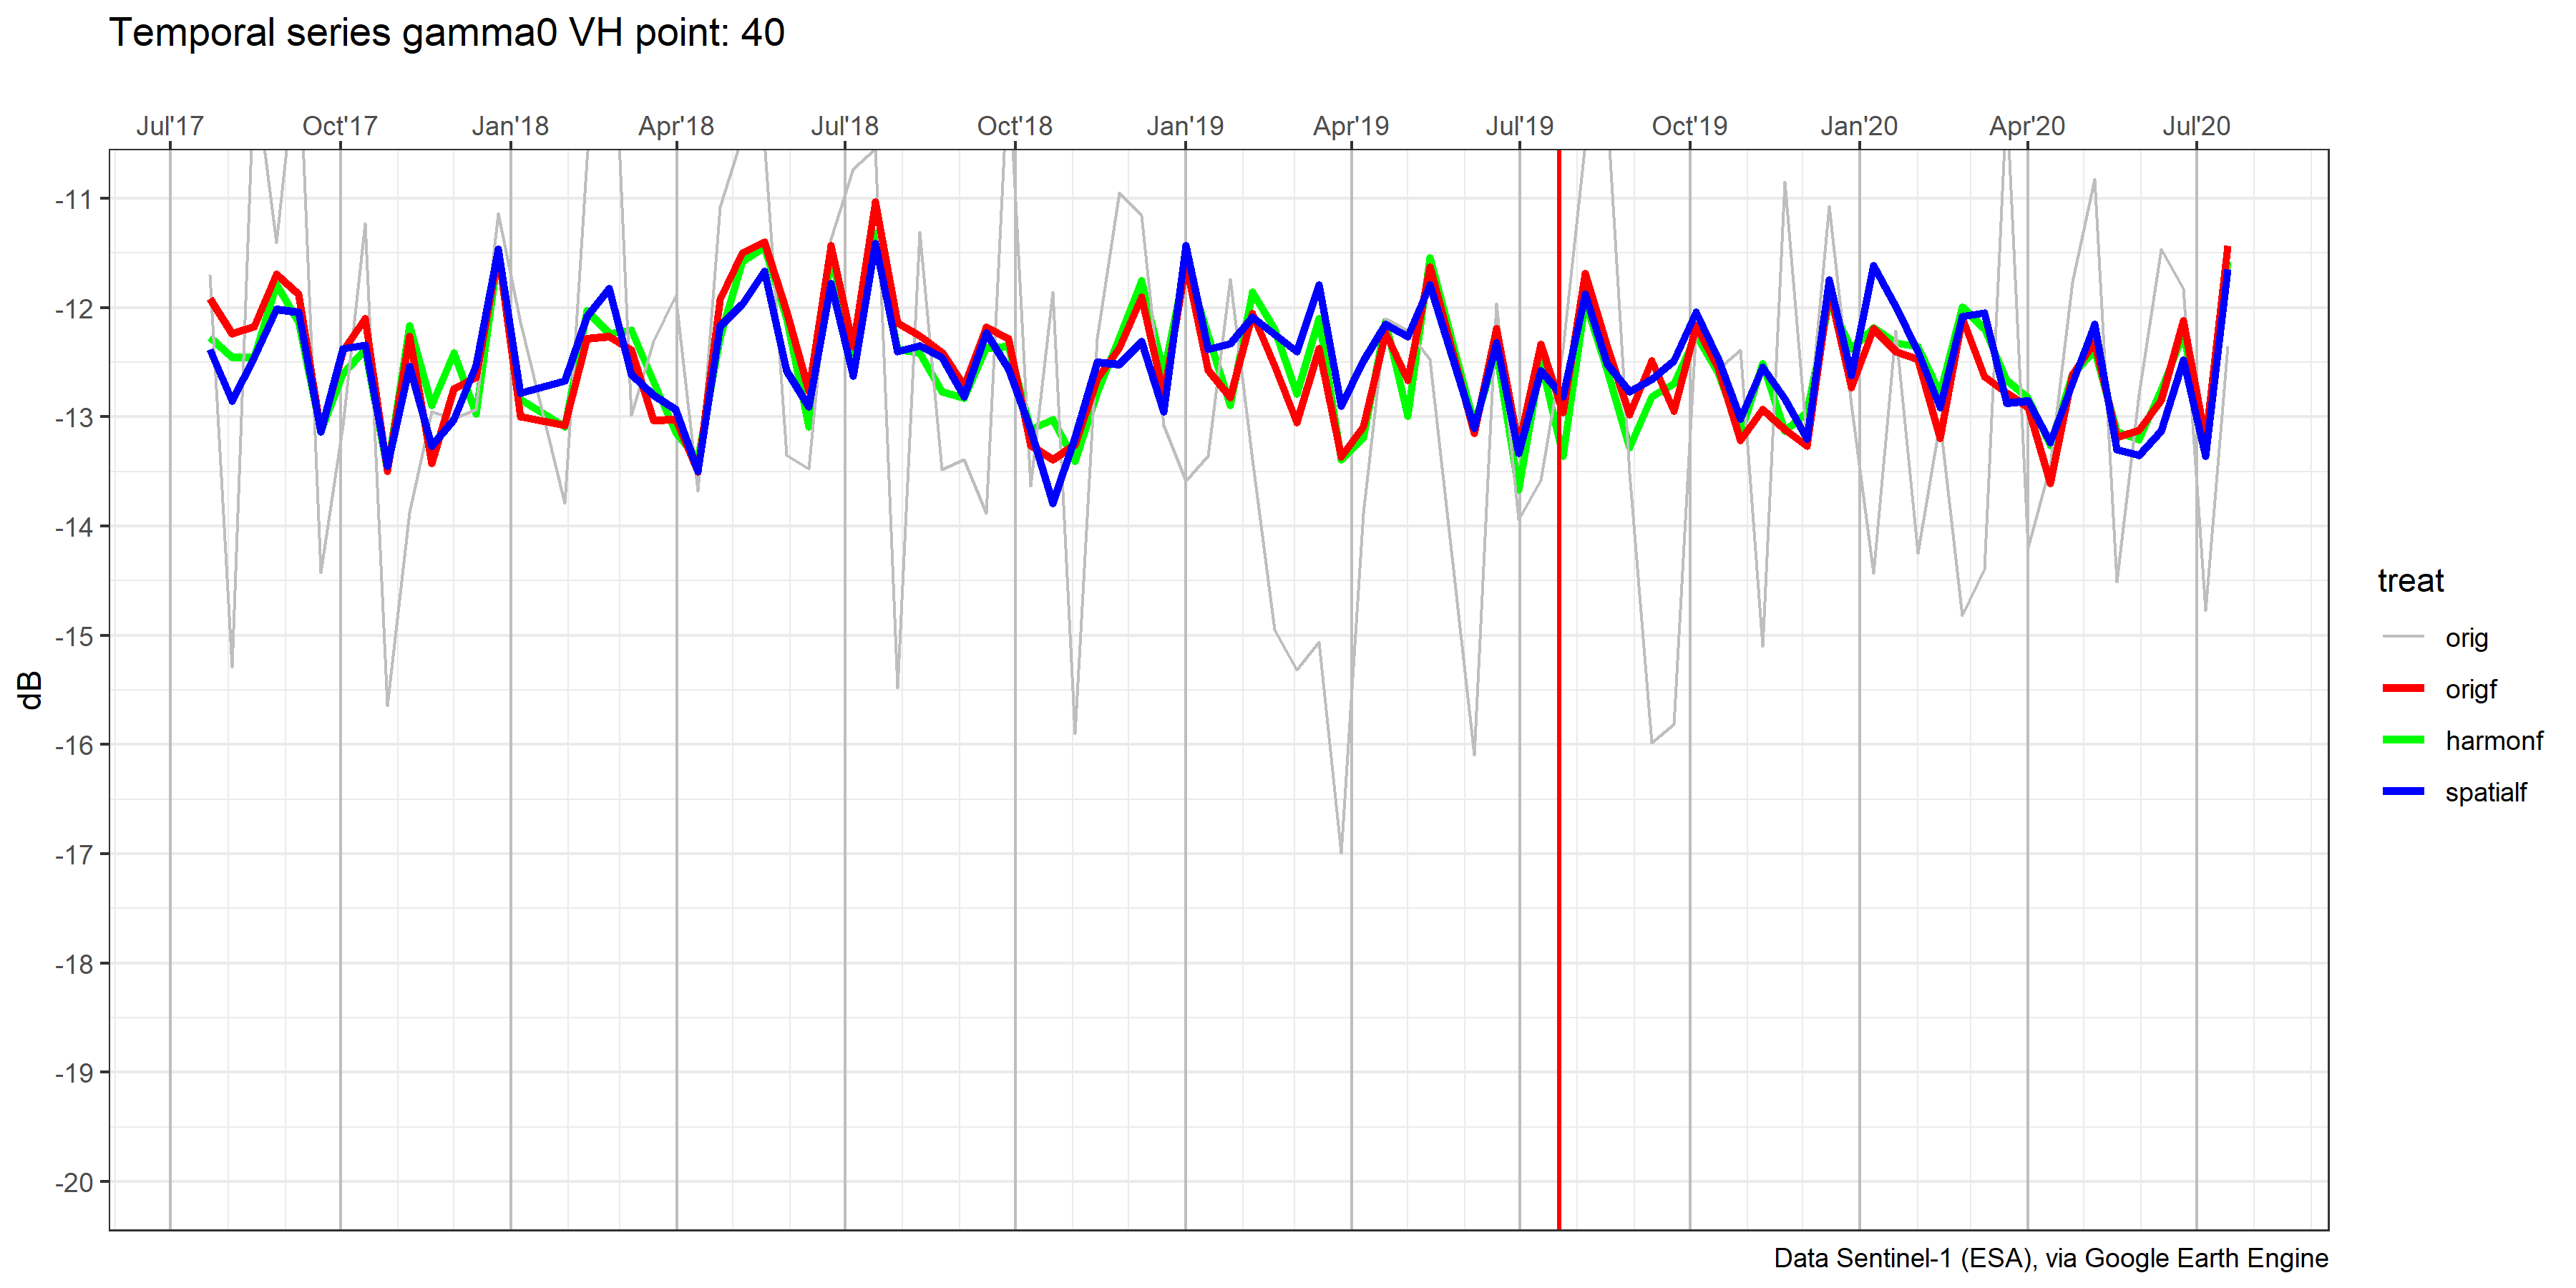 Temporal series gamma0 VH point: 40
Jul'17 Oct'17 Jan'18 Apr'18 Jul'18 Oct'18 Jan'19 Apr'19 Jul'19 Oct'19 Jan'20 Apr'20 Jul'20
-11
-12
-13
-14
-15
-16
-17
-18
-19
-20
dB
treat
orig
origf
harmonf
spatialf
Data Sentinel-1 (ESA), via Google Earth Engine